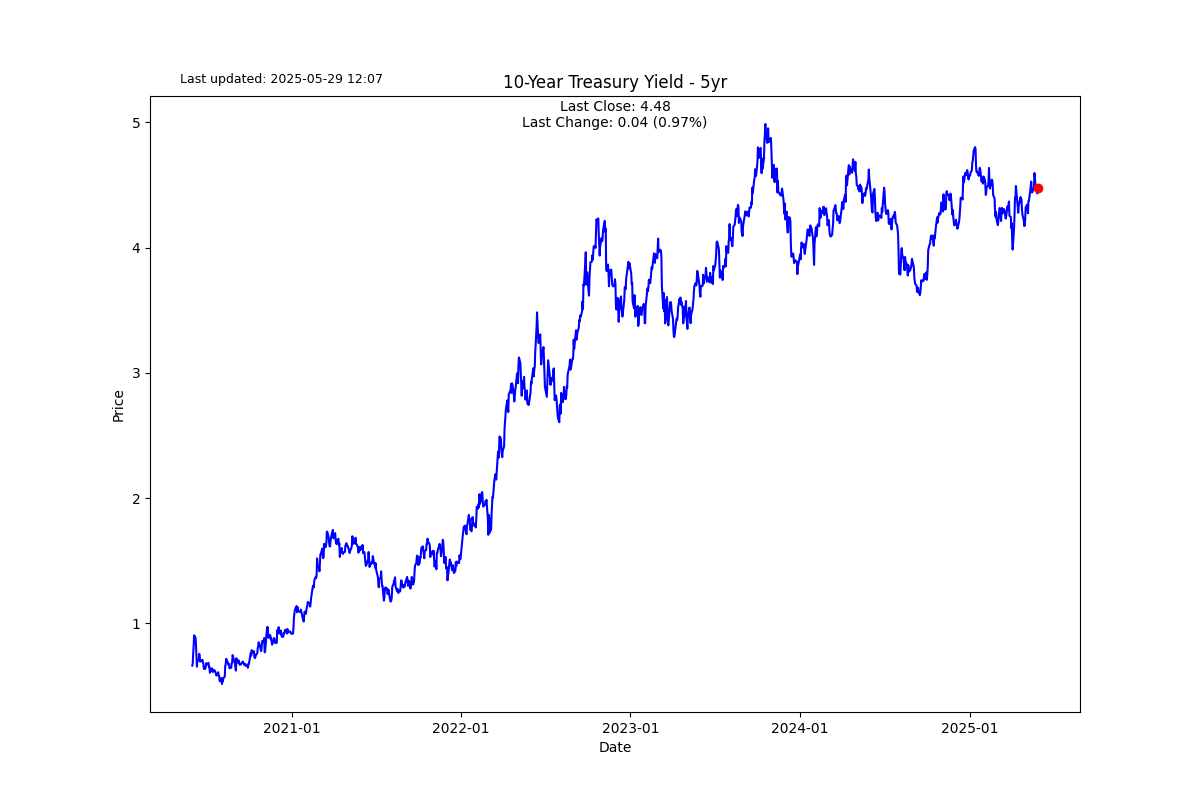 Last updated: 2025-05-29 12:07
10-Year Treasury Yield - 5yr
Last Close: 4.48
Last Change: 0.04 (0.97%)
5
4
3
2
1
Price
2021-01
2022-01
2023-01
2024-01
2025-01
Date